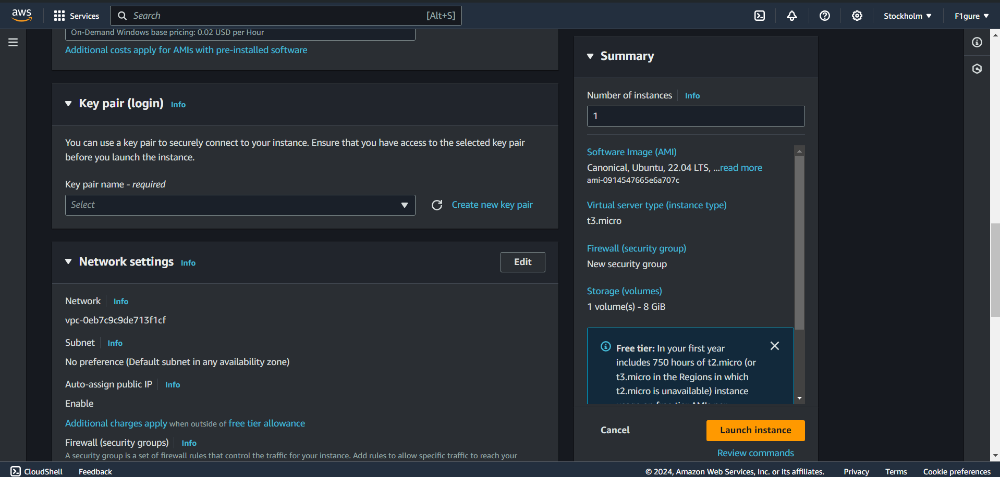 aws
Services
Search
[Alt+S]
Stockholm
F1gure
On-Demand Windows base pricing: 0.02 USD per Hour
Additional costs apply for AMIs with pre-installed software
Key pair (login) Info
You can use a key pair to securely connect to your instance. Ensure that you have access to the selected key pair
before you launch the instance.
Key pair name - required
Select
Create new key pair
Network settings Info
Edit
Network Info
vpc-0eb7c9c9de713f1cf
Subnet Info
No preference (Default subnet in any availability zone)
Auto-assign public IP Info
Enable
Additional charges apply when outside of free tier allowance
Firewall (security groups) Info
A security group is a set of firewall rules that control the traffic for your instance. Add rules to allow specific traffic to reach your
Summary
Number of instances Info
1
Software Image (AMI)
Canonical, Ubuntu, 22.04 LTS, ...read more
ami-0914547665e6a707c
Virtual server type (instance type)
t3.micro
Firewall (security group)
New security group
Storage (volumes)
1 volume(s) - 8 GiB
Free tier: In your first year
includes 750 hours of t2.micro (or
t3.micro in the Regions in which
t2.micro is unavailable) instance
usage on free tier AMIs per
Cancel
Launch instance
Review commands
CloudShell
Feedback
© 2024, Amazon Web Services, Inc. or its affiliates.
Privacy
Terms
Cookie preferences